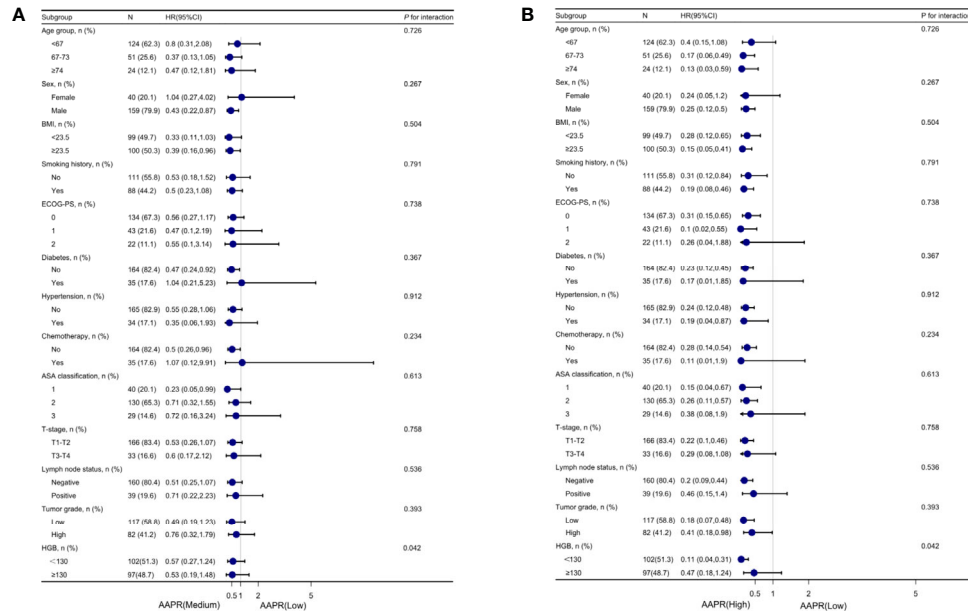 A
Subgroup N HR(95%CI) P for interaction
Age group, n (%) 0.726
<67 124 (62.3) 0.8 (0.31,2.08)
67-73 51 (25.6) 0.37 (0.13,1.05)
≥74 24 (12.1) 0.47 (0.12,1.81)
Sex, n (%) 0.267
Female 40 (20.1) 1.04 (0.27,4.02)
Male 159 (79.9) 0.43 (0.22,0.87)
BMI, n (%) 0.504
<23.5 99 (49.7) 0.33 (0.11,1.03)
≥23.5 100 (50.3) 0.39 (0.16,0.96)
Smoking history, n (%) 0.791
No 111 (55.8) 0.53 (0.18,1.52)
Yes 88 (44.2) 0.5 (0.23,1.08)
ECOG-PS, n (%) 0.738
0 134 (67.3) 0.56 (0.27,1.17)
1 43 (21.6) 0.47 (0.1,2.19)
2 22 (11.1) 0.55 (0.1,3.14)
Diabetes, n (%) 0.367
No 164 (82.4) 0.47 (0.24,0.92)
Yes 35 (17.6) 1.04 (0.21,5.23)
Hypertension, n (%) 0.912
No 165 (82.9) 0.55 (0.28,1.06)
Yes 34 (17.1) 0.35 (0.06,1.93)
Chemotherapy, n (%) 0.234
No 164 (82.4) 0.5 (0.26,0.96)
Yes 35 (17.6) 1.07 (0.12,9.91)
ASA classification, n (%) 0.613
1 40 (20.1) 0.23 (0.05,0.99)
2 130 (65.3) 0.71 (0.32,1.55)
3 29 (14.6) 0.72 (0.16,3.24)
T-stage, n (%) 0.758
T1-T2 166 (83.4) 0.53 (0.26,1.07)
T3-T4 33 (16.6) 0.6 (0.17,2.12)
Lymph node status, n (%) 0.536
Negative 160 (80.4) 0.51 (0.25,1.07)
Positive 39 (19.6) 0.71 (0.22,2.23)
Tumor grade, n (%) 0.393
Low 117 (58.8) 0.49 (0.19,1.23)
High 82 (41.2) 0.76 (0.32,1.79)
HGB, n (%) 0.042
<130 102(51.3) 0.57 (0.27,1.24)
≥130 97(48.7) 0.53 (0.19,1.48)
0.5 1 2 5
AAPR(Medium) AAPR(Low)
B
Subgroup N HR(95%CI) P for interaction
Age group, n (%) 0.726
<67 124 (62.3) 0.4 (0.15,1.08)
67-73 51 (25.6) 0.17 (0.06,0.49)
≥74 24 (12.1) 0.13 (0.03,0.59)
Sex, n (%) 0.267
Female 40 (20.1) 0.24 (0.05,1.2)
Male 159 (79.9) 0.25 (0.12,0.5)
BMI, n (%) 0.504
<23.5 99 (49.7) 0.28 (0.12,0.65)
≥23.5 100 (50.3) 0.15 (0.05,0.41)
Smoking history, n (%) 0.791
No 111 (55.8) 0.31 (0.12,0.84)
Yes 88 (44.2) 0.19 (0.08,0.46)
ECOG-PS, n (%) 0.738
0 134 (67.3) 0.31 (0.15,0.65)
1 43 (21.6) 0.1 (0.02,0.55)
2 22 (11.1) 0.26 (0.04,1.88)
Diabetes, n (%) 0.367
No 164 (82.4) 0.23 (0.12,0.45)
Yes 35 (17.6) 0.17 (0.01,1.85)
Hypertension, n (%) 0.912
No 165 (82.9) 0.24 (0.12,0.48)
Yes 34 (17.1) 0.19 (0.04,0.87)
Chemotherapy, n (%) 0.234
No 164 (82.4) 0.28 (0.14,0.54)
Yes 35 (17.6) 0.11 (0.01,1.9)
ASA classification, n (%) 0.613
1 40 (20.1) 0.15 (0.04,0.67)
2 130 (65.3) 0.26 (0.11,0.57)
3 29 (14.6) 0.38 (0.08,1.9)
T-stage, n (%) 0.758
T1-T2 166 (83.4) 0.22 (0.1,0.46)
T3-T4 33 (16.6) 0.29 (0.08,1.08)
Lymph node status, n (%) 0.536
Negative 160 (80.4) 0.2 (0.09,0.44)
Positive 39 (19.6) 0.46 (0.15,1.4)
Tumor grade, n (%) 0.393
Low 117 (58.8) 0.18 (0.07,0.48)
High 82 (41.2) 0.41 (0.18,0.98)
HGB, n (%) 0.042
<130 102(51.3) 0.11 (0.04,0.31)
≥130 97(48.7) 0.47 (0.18,1.24)
0.5 1 2 5
AAPR(High) AAPR(Low)